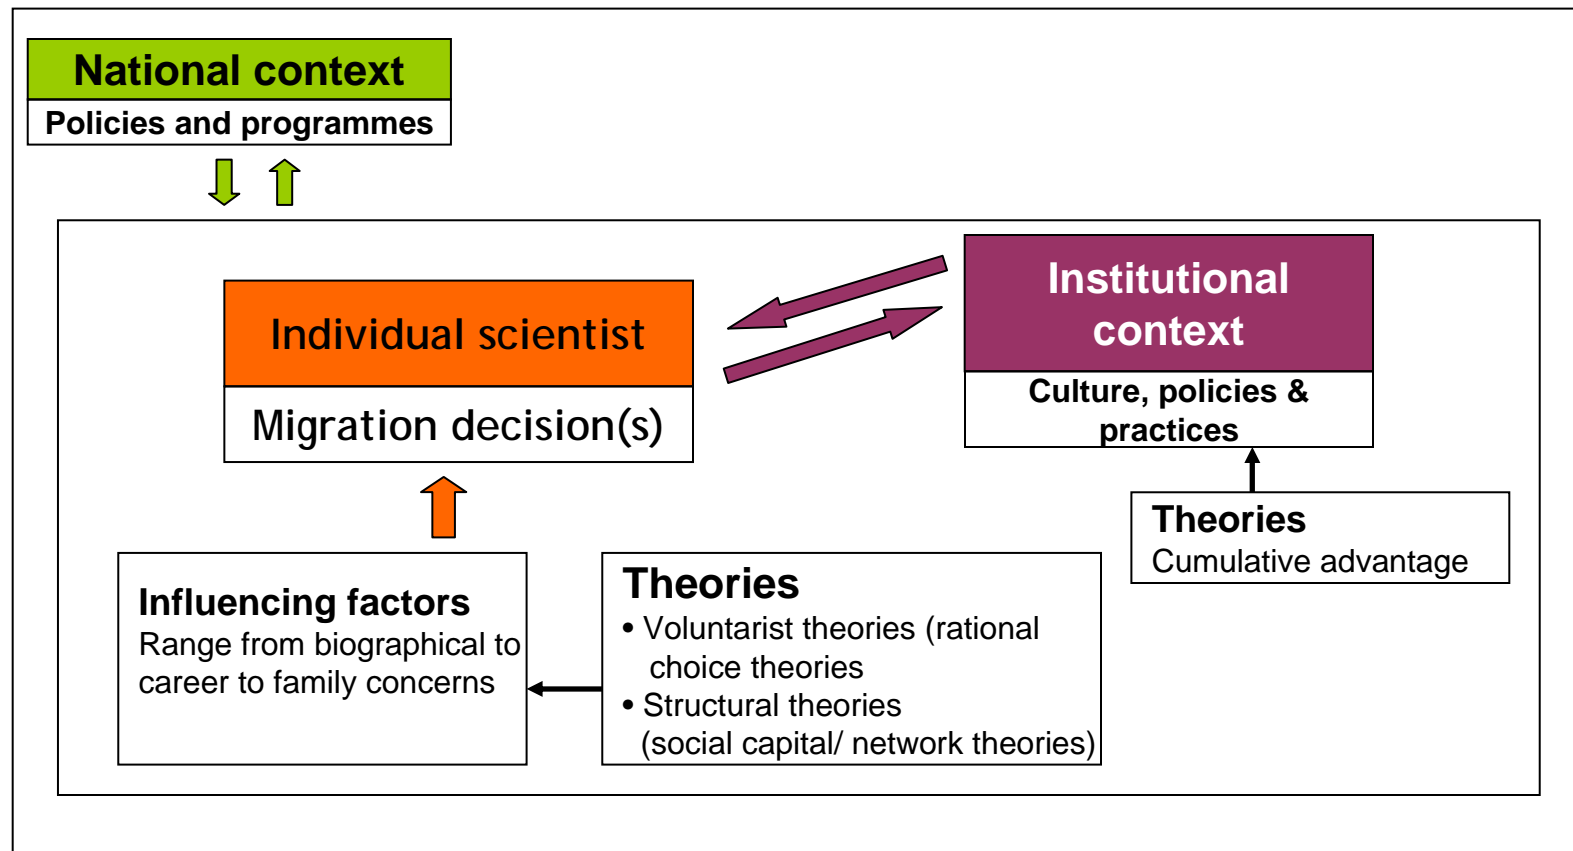 National context
Policies and programmes
Individual scientist
Migration decision(s)
Institutional
context
Culture, policies &
practices
Theories
Cumulative advantage
Influencing factors
Range from biographical to
career to family concerns
Theories
• Voluntarist theories (rational
choice theories
• Structural theories
(social capital/ network theories)